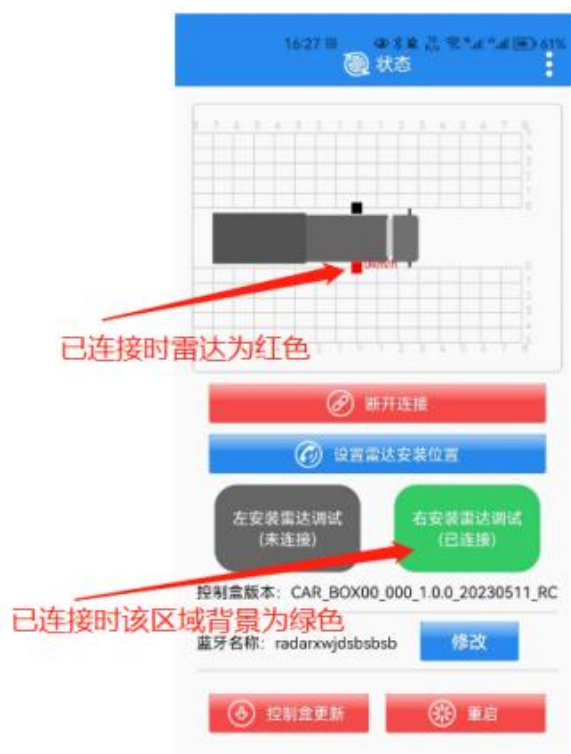 16:27
61%
状态
已连接时雷达为红色
断开连接
设置雷达安装位置
左安装雷达调试
(未连接)
右安装雷达调试
(已连接)
控制盒版本: CAR_BOX00_000_1.0.0_20230511_RC
已连接时该区域背景为绿色
蓝牙名称: radarxwjdsbsbsb
修改
控制盒更新
重启